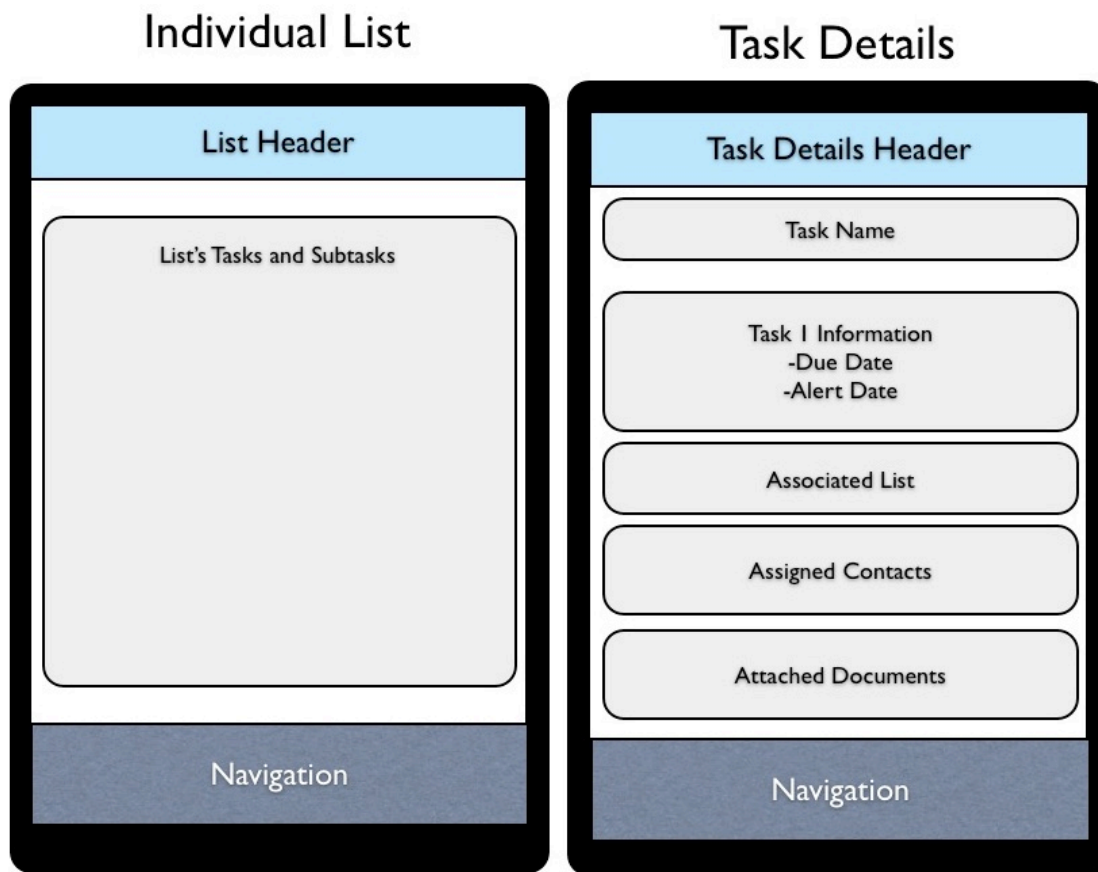 Individual List
List Header
List's Tasks and Subtasks
Navigation
Task Details
Task Details Header
Task Name
Task 1 Information
-Due Date
-Alert Date
Associated List
Assigned Contacts
Attached Documents
Navigation